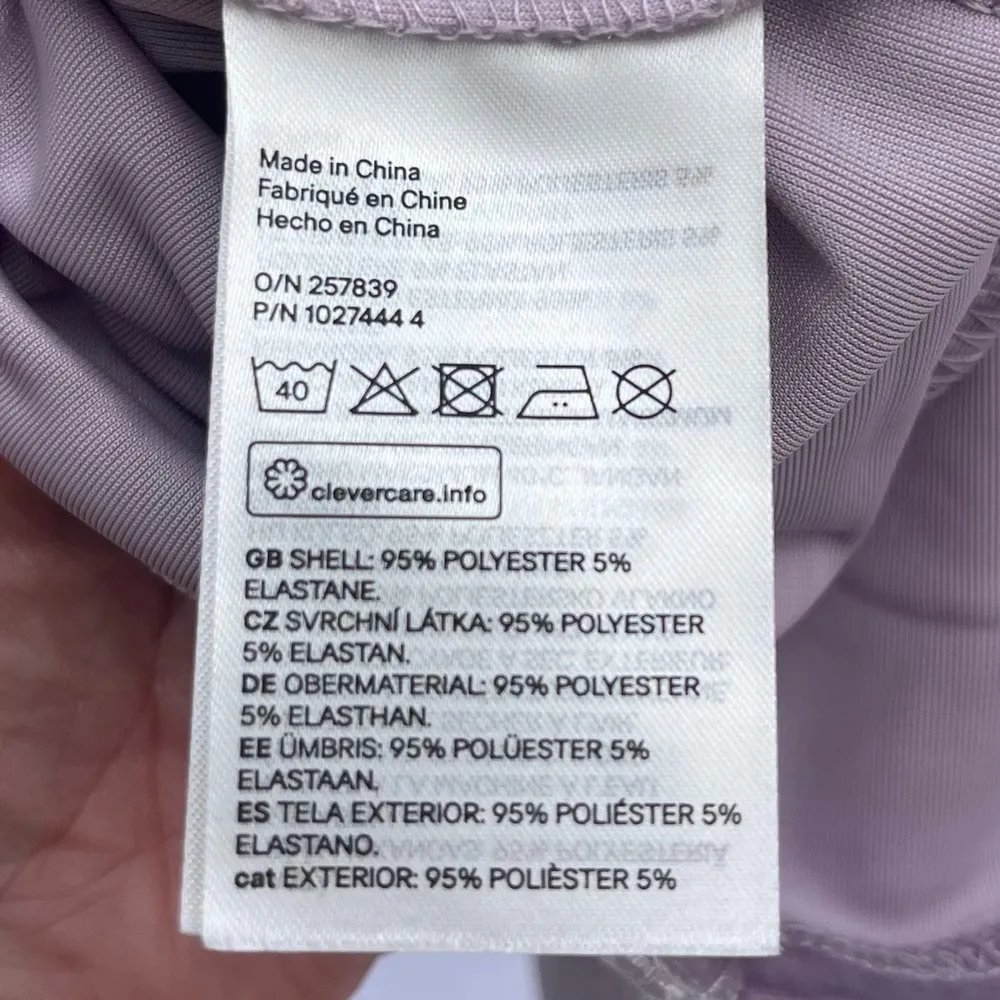 Made in China
Fabriqué en Chine
Hecho en China
O/N 257839
P/N 1027444 4
40
clevercare.info
GB SHELL: 95% POLYESTER 5%
ELASTANE.
CZ SVRCHNÍ LÁTKA: 95% POLYESTER
5% ELASTAN.
DE OBERMATERIAL: 95% POLYESTER
5% ELASTHAN.
EE ÜMBRIS: 95% POLÜESTER 5%
ELASTAAN.
ES TELA EXTERIOR: 95% POLIÉSTER 5%
ELASTANO.
cat EXTERIOR: 95% POLIÈSTER 5%